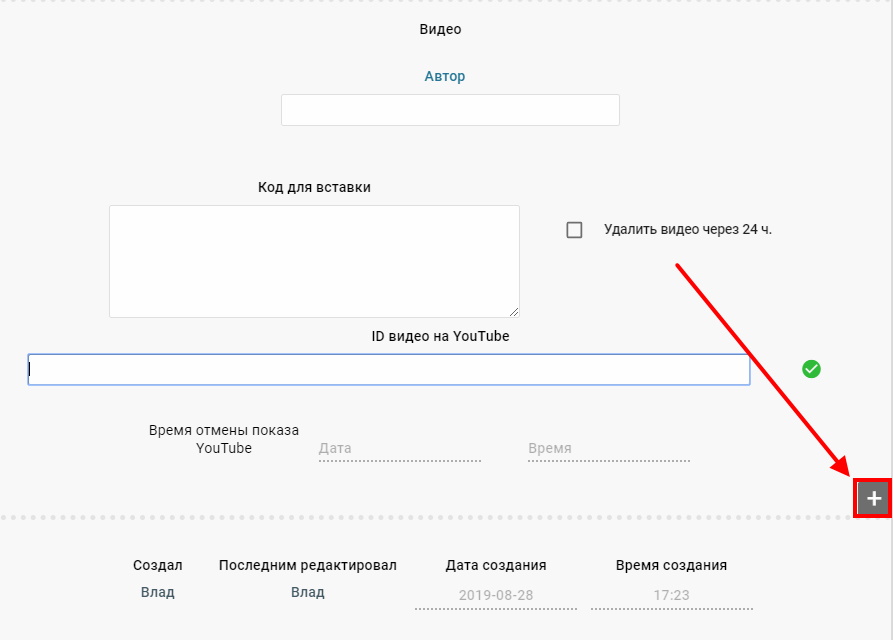 Видео
Автор
Код для вставки
Удалить видео через 24 ч.
ID видео на YouTube
Время отмены показа
YouTube
Дата
Время
+
Создал
Последним редактировал
Дата создания
Время создания
Влад
Влад
2019-08-28
17:23